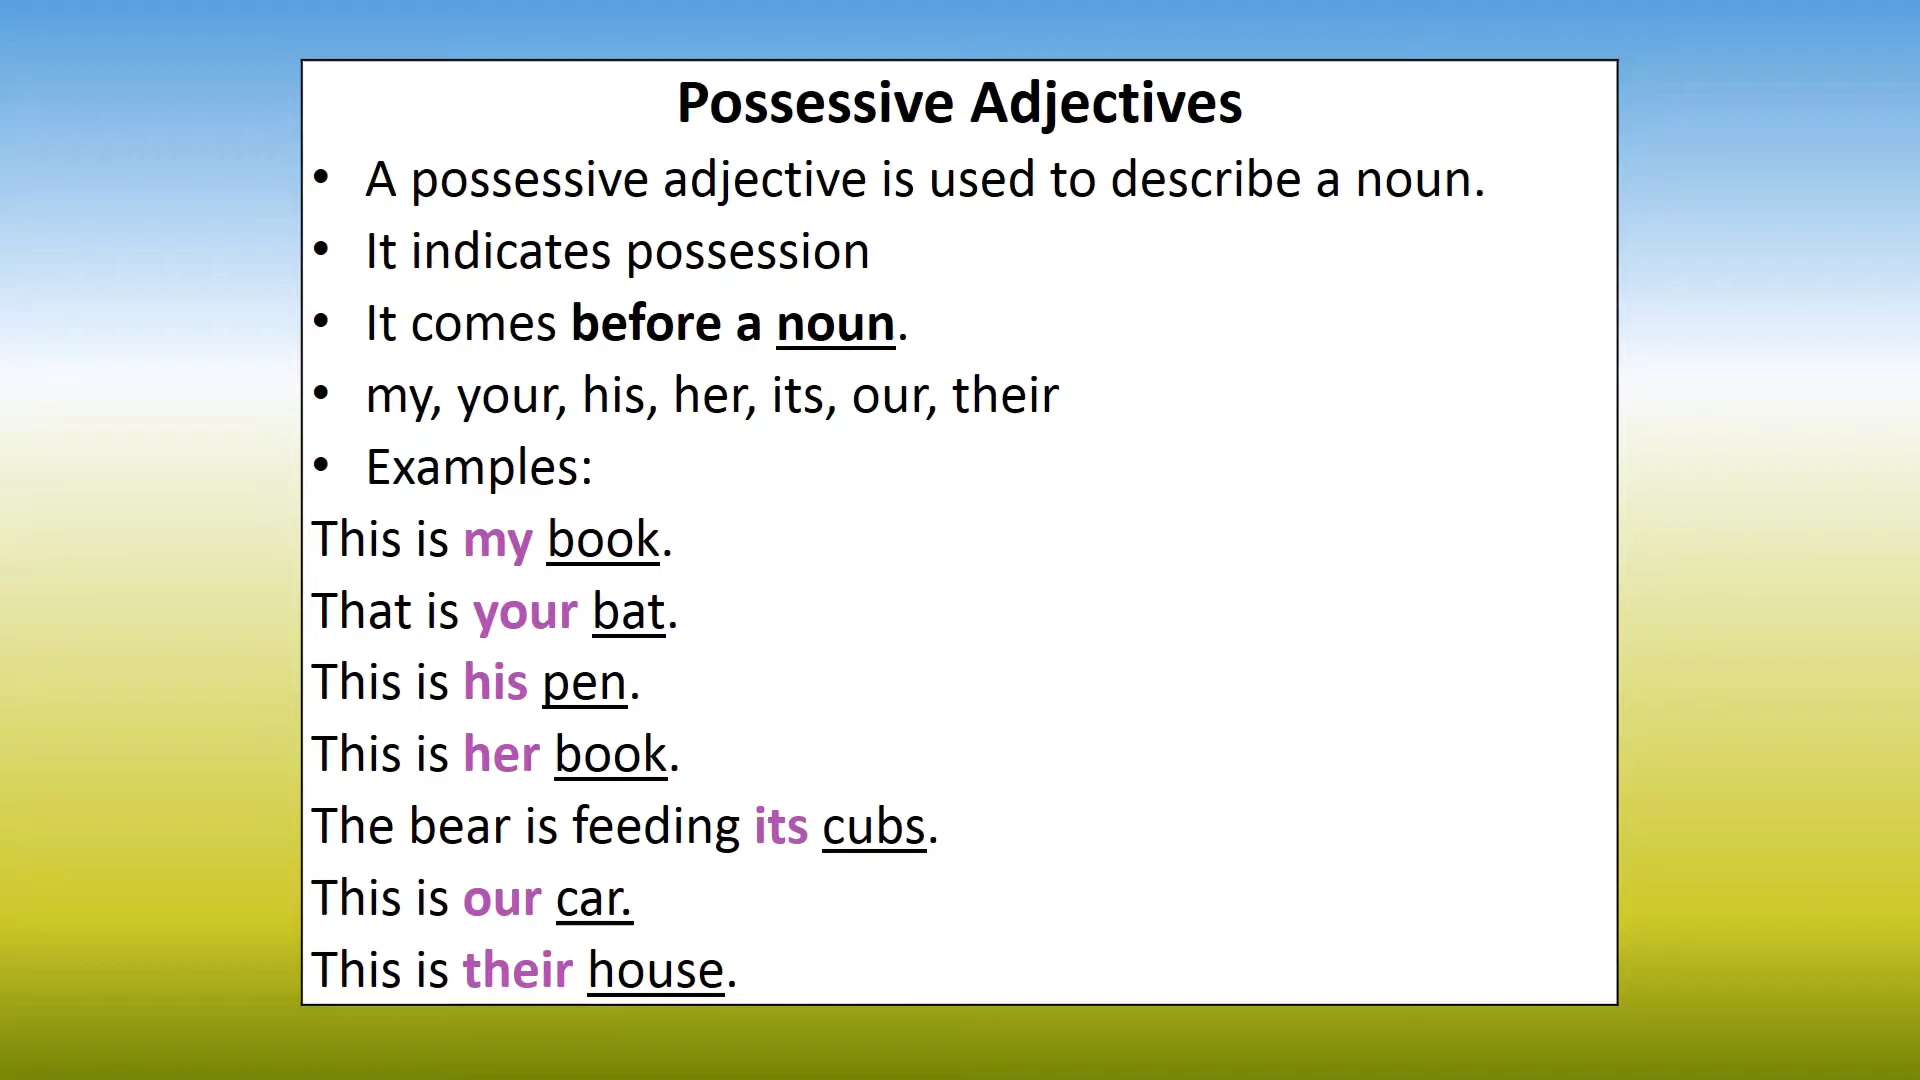 Possessive Adjectives
• A possessive adjective is used to describe a noun.
• It indicates possession
• It comes before a noun.
• my, your, his, her, its, our, their
• Examples:
This is my book.
That is your bat.
This is his pen.
This is her book.
The bear is feeding its cubs.
This is our car.
This is their house.